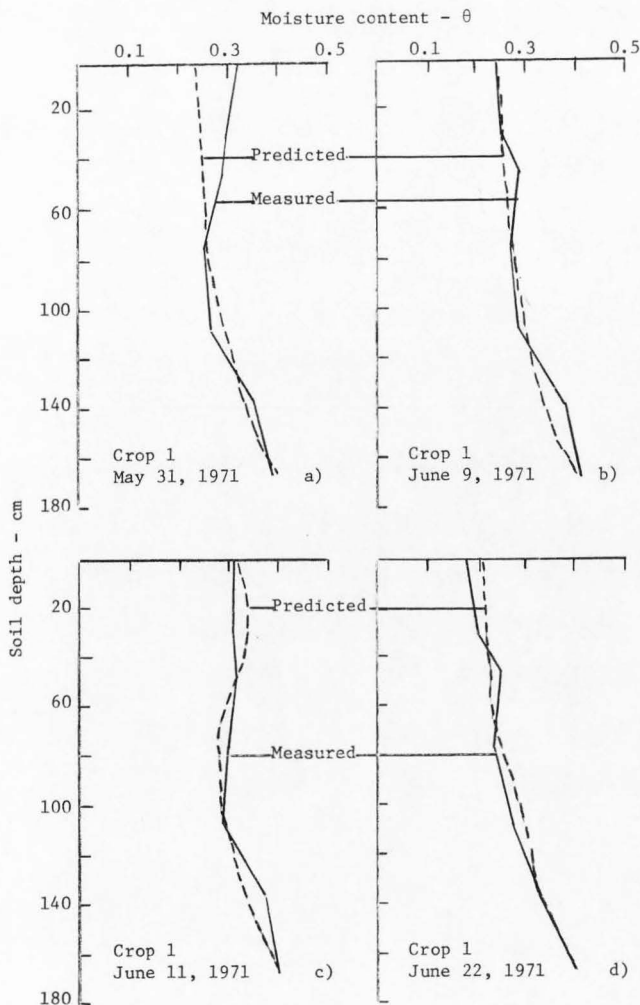 Moisture content - θ
0.1 0.3 0.5 0.1 0.3 0.5
20
Predicted
60
Measured
100
140
Crop 1
May 31, 1971 a)
Crop 1
June 9, 1971 b)
180
Soil depth - cm
20
Predicted
60
Measured
100
140
Crop 1
June 11, 1971 c)
Crop 1
June 22, 1971 d)
180